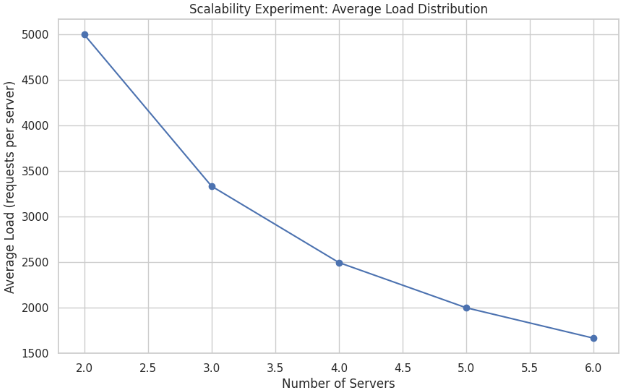 Scalability Experiment: Average Load Distribution
Average Load (requests per server)
5000
4500
4000
3500
3000
2500
2000
1500
2.0 2.5 3.0 3.5 4.0 4.5 5.0 5.5 6.0
Number of Servers